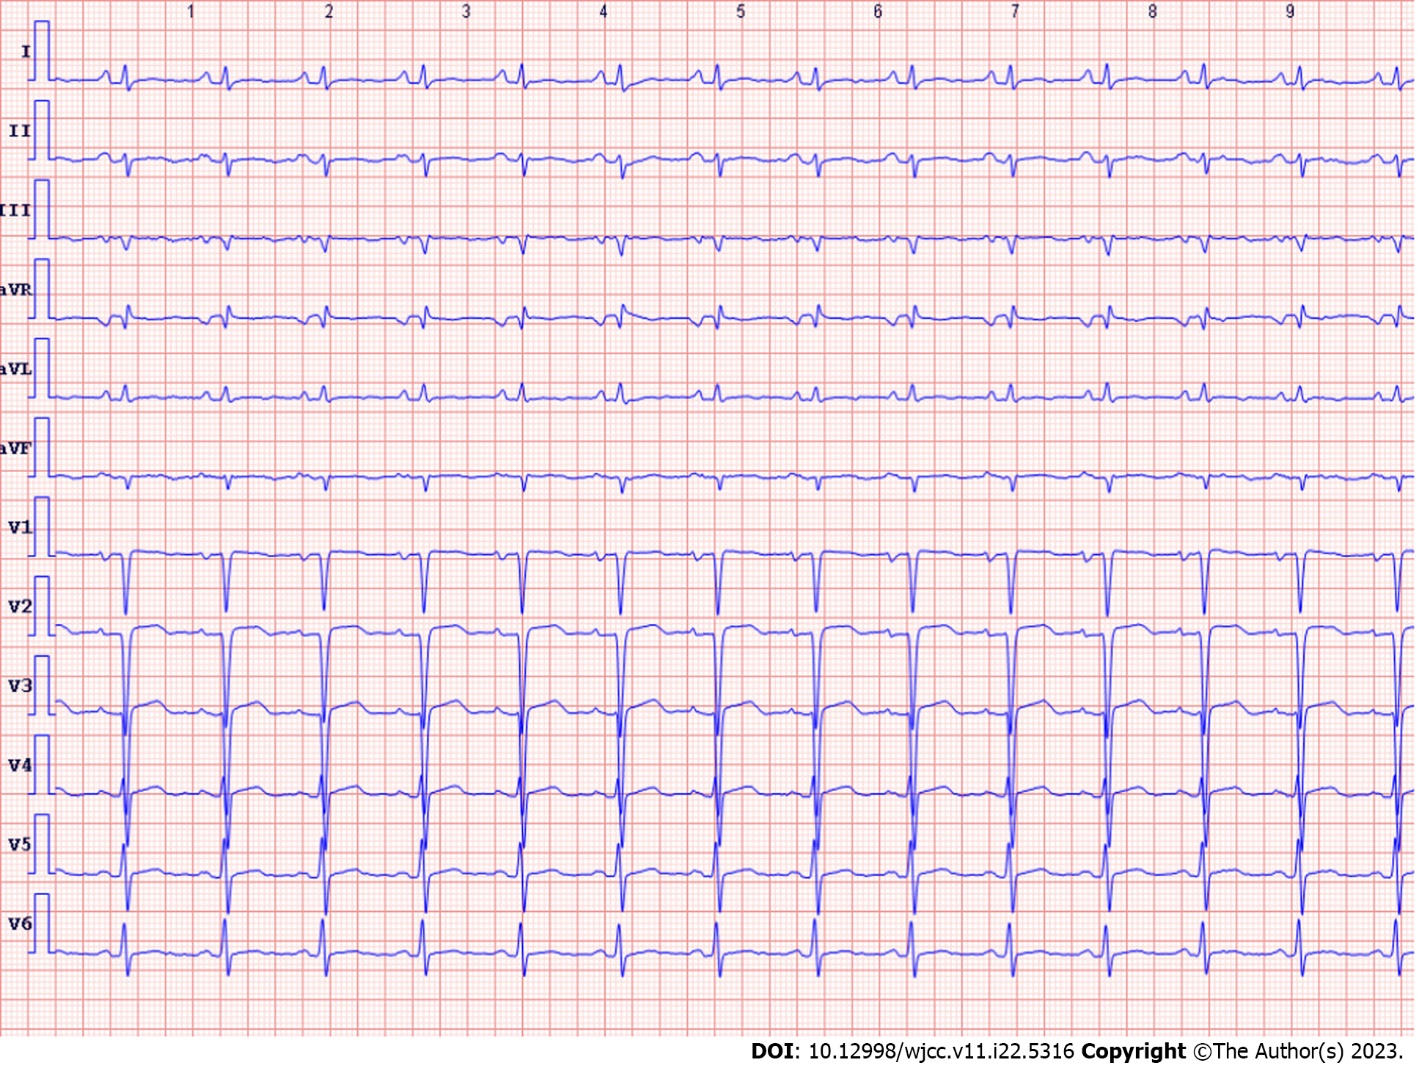 1 2 3 4 5 6 7 8 9
I
II
III
aVR
aVL
aVF
V1
V2
V3
V4
V5
V6
DOI: 10.12998/wjcc.v11.i22.5316 Copyright ©The Author(s) 2023.